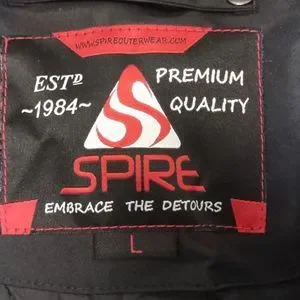 WWW.SPIREOUTERWEAR.COM
ESTD PREMIUM
~1984~ QUALITY
SPIRE
EMBRACE THE DETOURS
L